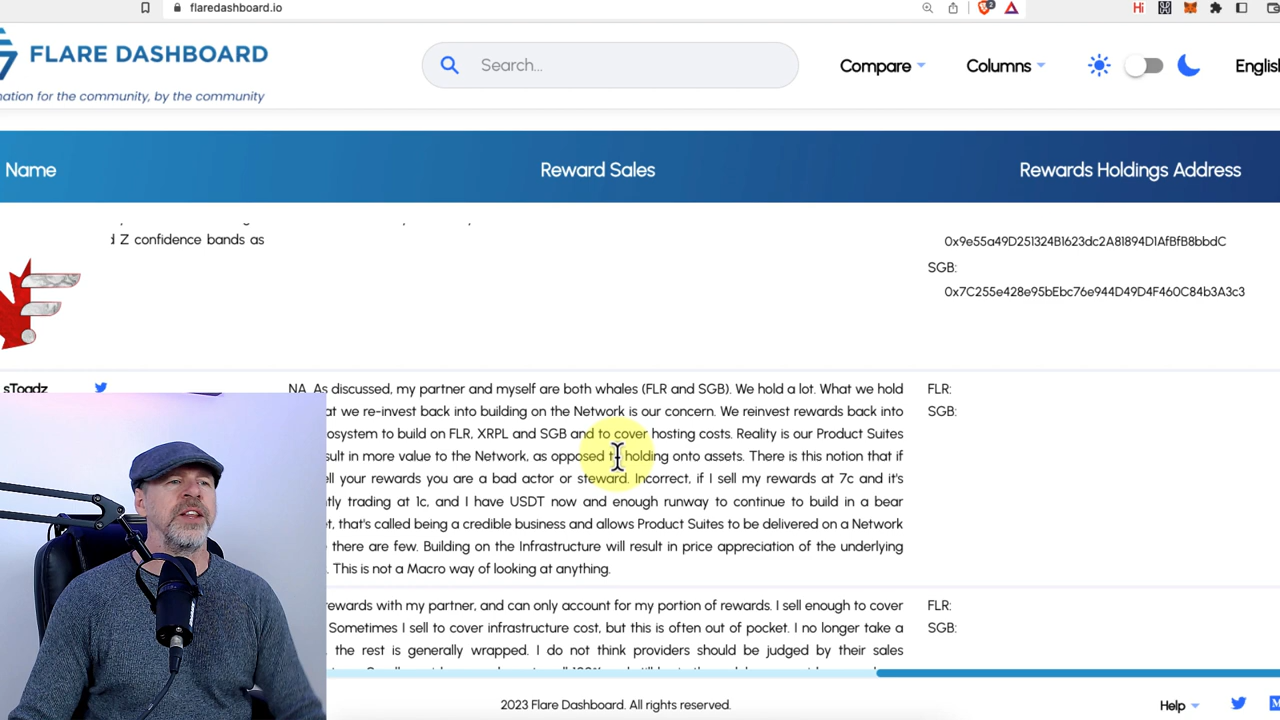 flaredashboard.io
2
Hi
FLARE DASHBOARD
Search...
Compare
Columns
English
nation for the community, by the community
Name
Reward Sales
Rewards Holdings Address
d Z confidence bands as
0x9e55a49D251324B1623dc2A81894D1AfBfB8bbdC
SGB:
0x7C255e428e95bEbc76e944D49D4F460C84b3A3c3
sToadz
NA. As discussed, my partner and myself are both whales (FLR and SGB). We hold a lot. What we hold
at we re-invest back into building on the Network is our concern. We reinvest rewards back into
osystem to build on FLR, XRPL and SGB and to cover hosting costs. Reality is our Product Suites
sult in more value to the Network, as opposed to holding onto assets. There is this notion that if
ell your rewards you are a bad actor or steward. Incorrect, if I sell my rewards at 7c and it's
ntly trading at 1c, and I have USDT now and enough runway to continue to build in a bear
t, that's called being a credible business and allows Product Suites to be delivered on a Network
there are few. Building on the Infrastructure will result in price appreciation of the underlying
. This is not a Macro way of looking at anything.
FLR:
SGB:
rewards with my partner, and can only account for my portion of rewards. I sell enough to cover
Sometimes I sell to cover infrastructure cost, but this is often out of pocket. I no longer take a
the rest is generally wrapped. I do not think providers should be judged by their sales
FLR:
SGB:
2023 Flare Dashboard. All rights reserved.
Help